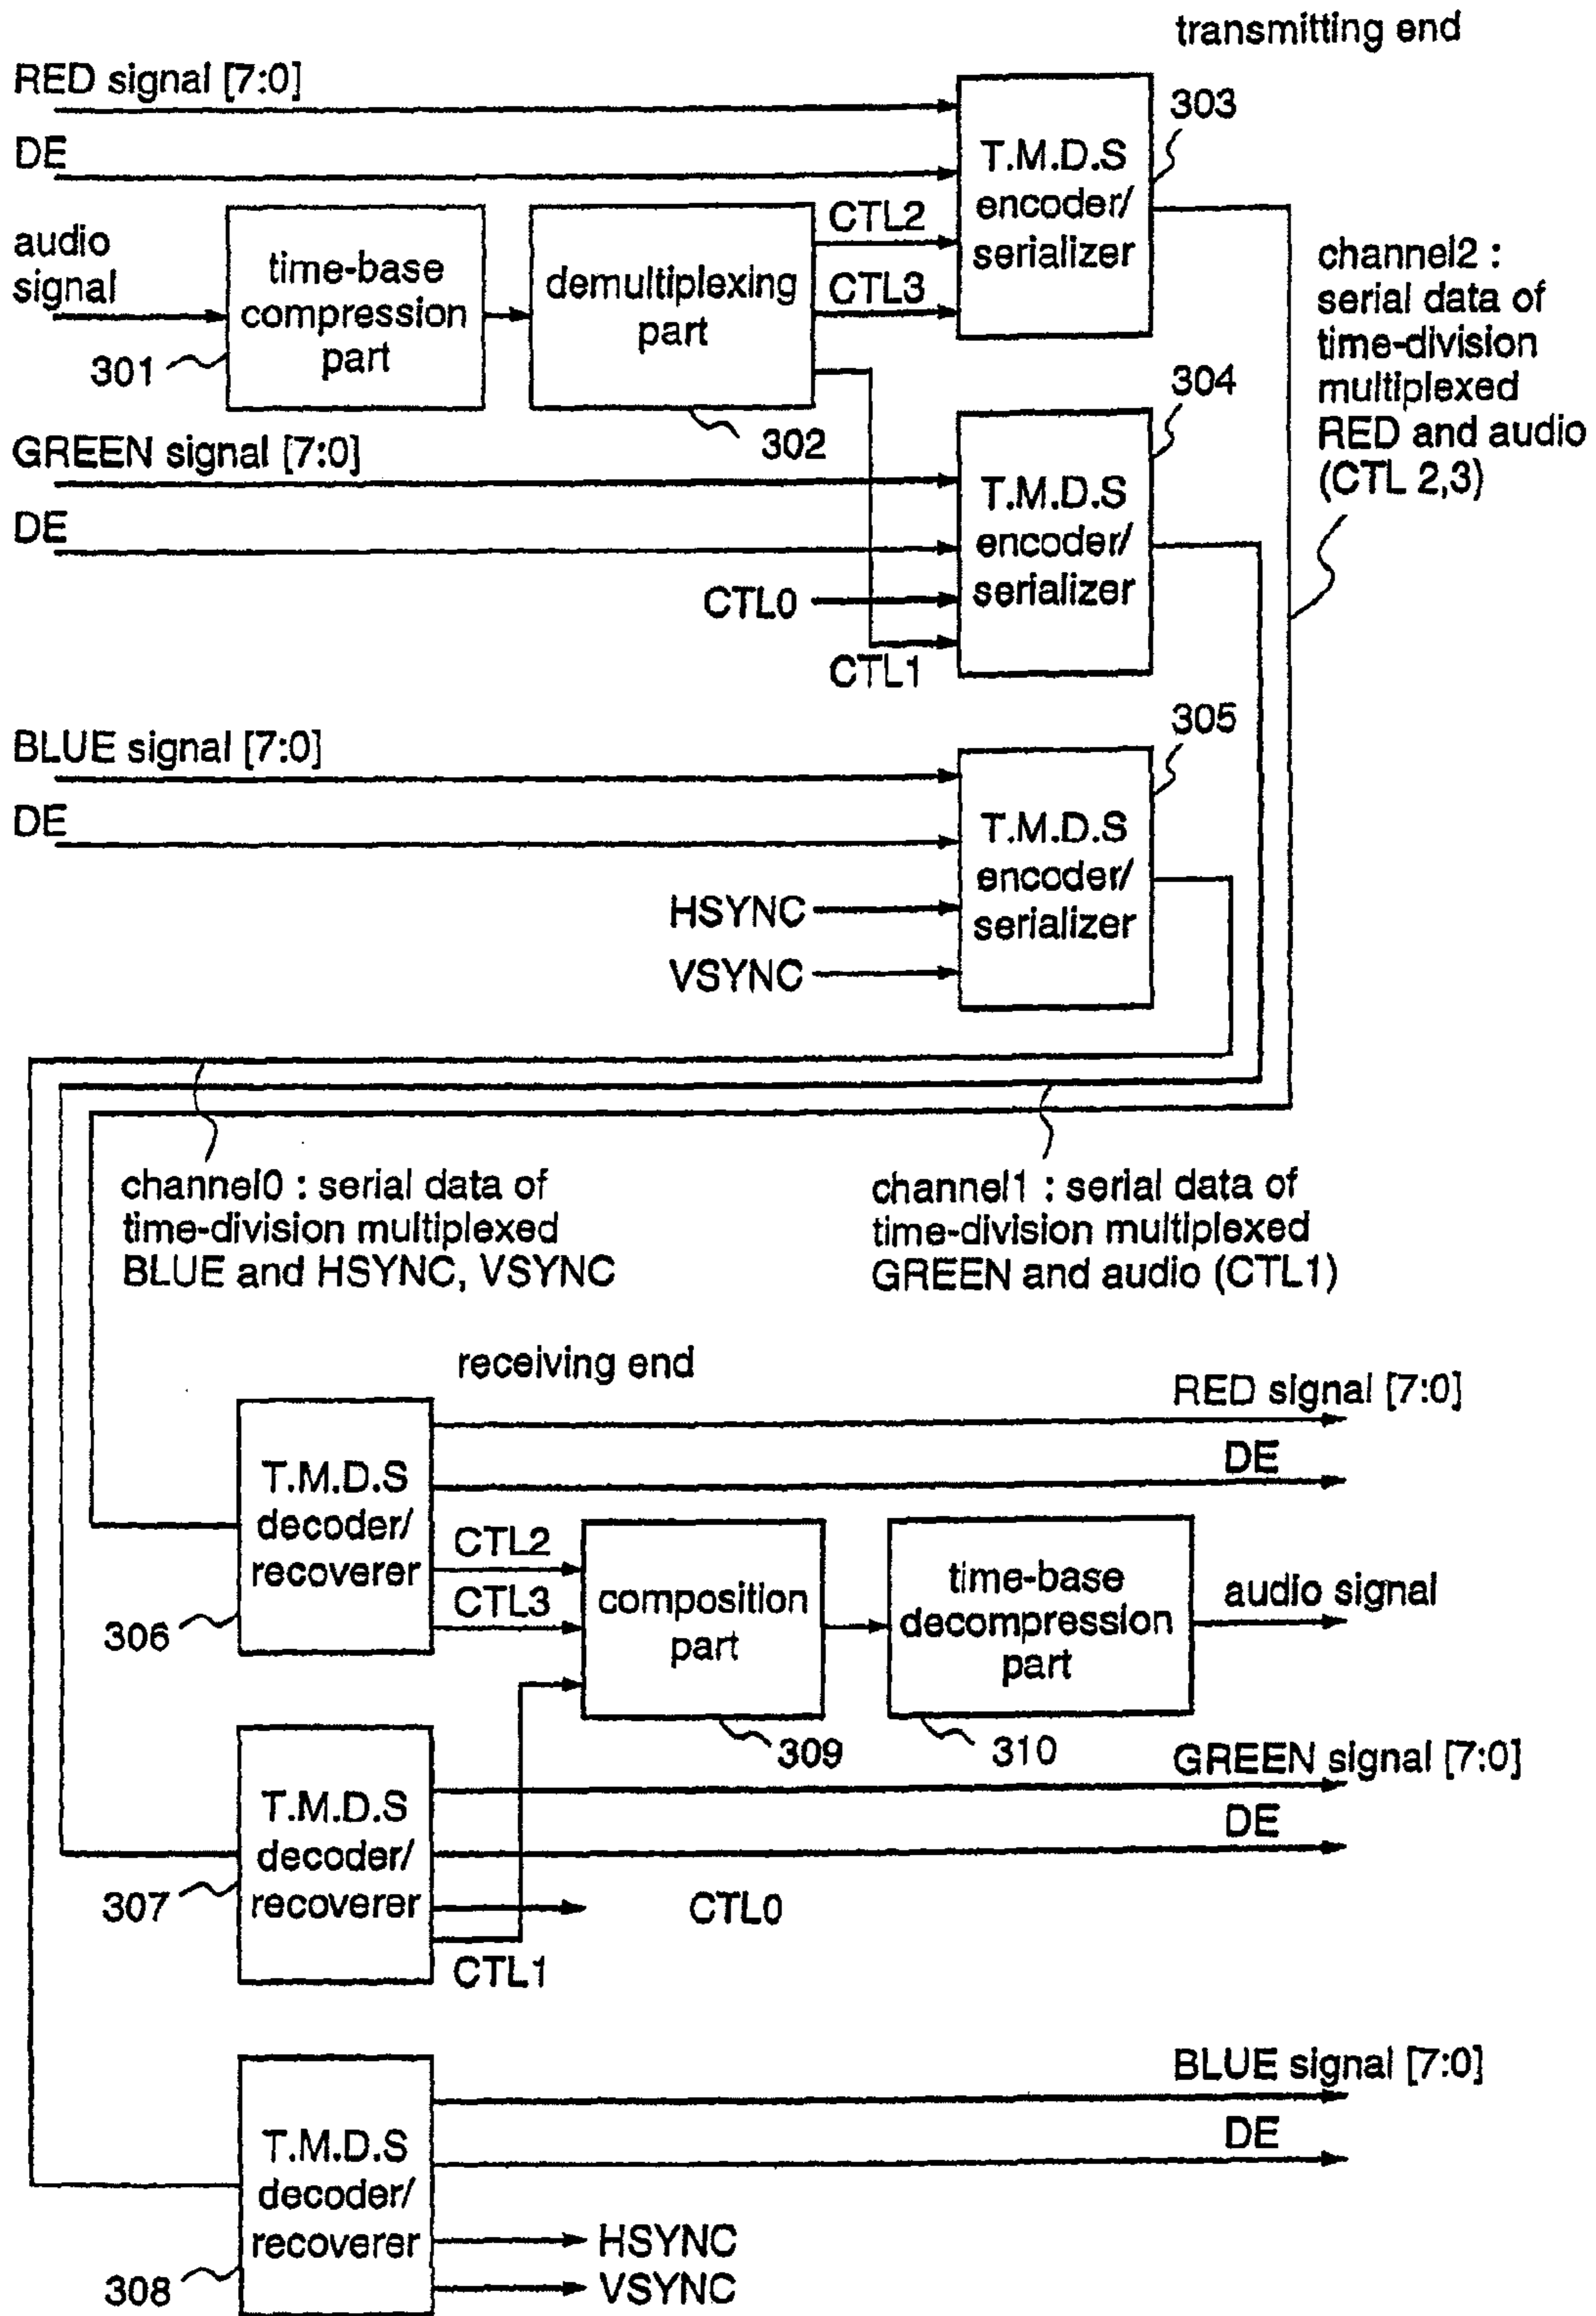 transmitting end
RED signal [7:0]
DE
audio
signal
time-base
compression
part
301
demultiplexing
part
302
CTL2
CTL3
T.M.D.S
encoder/
serializer
303
channel2 :
serial data of
time-division
multiplexed
RED and audio
(CTL 2,3)
GREEN signal [7:0]
DE
CTL0
CTL1
T.M.D.S
encoder/
serializer
304
BLUE signal [7:0]
DE
HSYNC
VSYNC
T.M.D.S
encoder/
serializer
305
channel0 : serial data of
time-division multiplexed
BLUE and HSYNC, VSYNC
channel1 : serial data of
time-division multiplexed
GREEN and audio (CTL1)
receiving end
T.M.D.S
decoder/
recoverer
306
RED signal [7:0]
DE
CTL2
CTL3
composition
part
309
time-base
decompression
part
310
audio signal
T.M.D.S
decoder/
recoverer
307
GREEN signal [7:0]
DE
CTL0
CTL1
T.M.D.S
decoder/
recoverer
308
BLUE signal [7:0]
DE
HSYNC
VSYNC